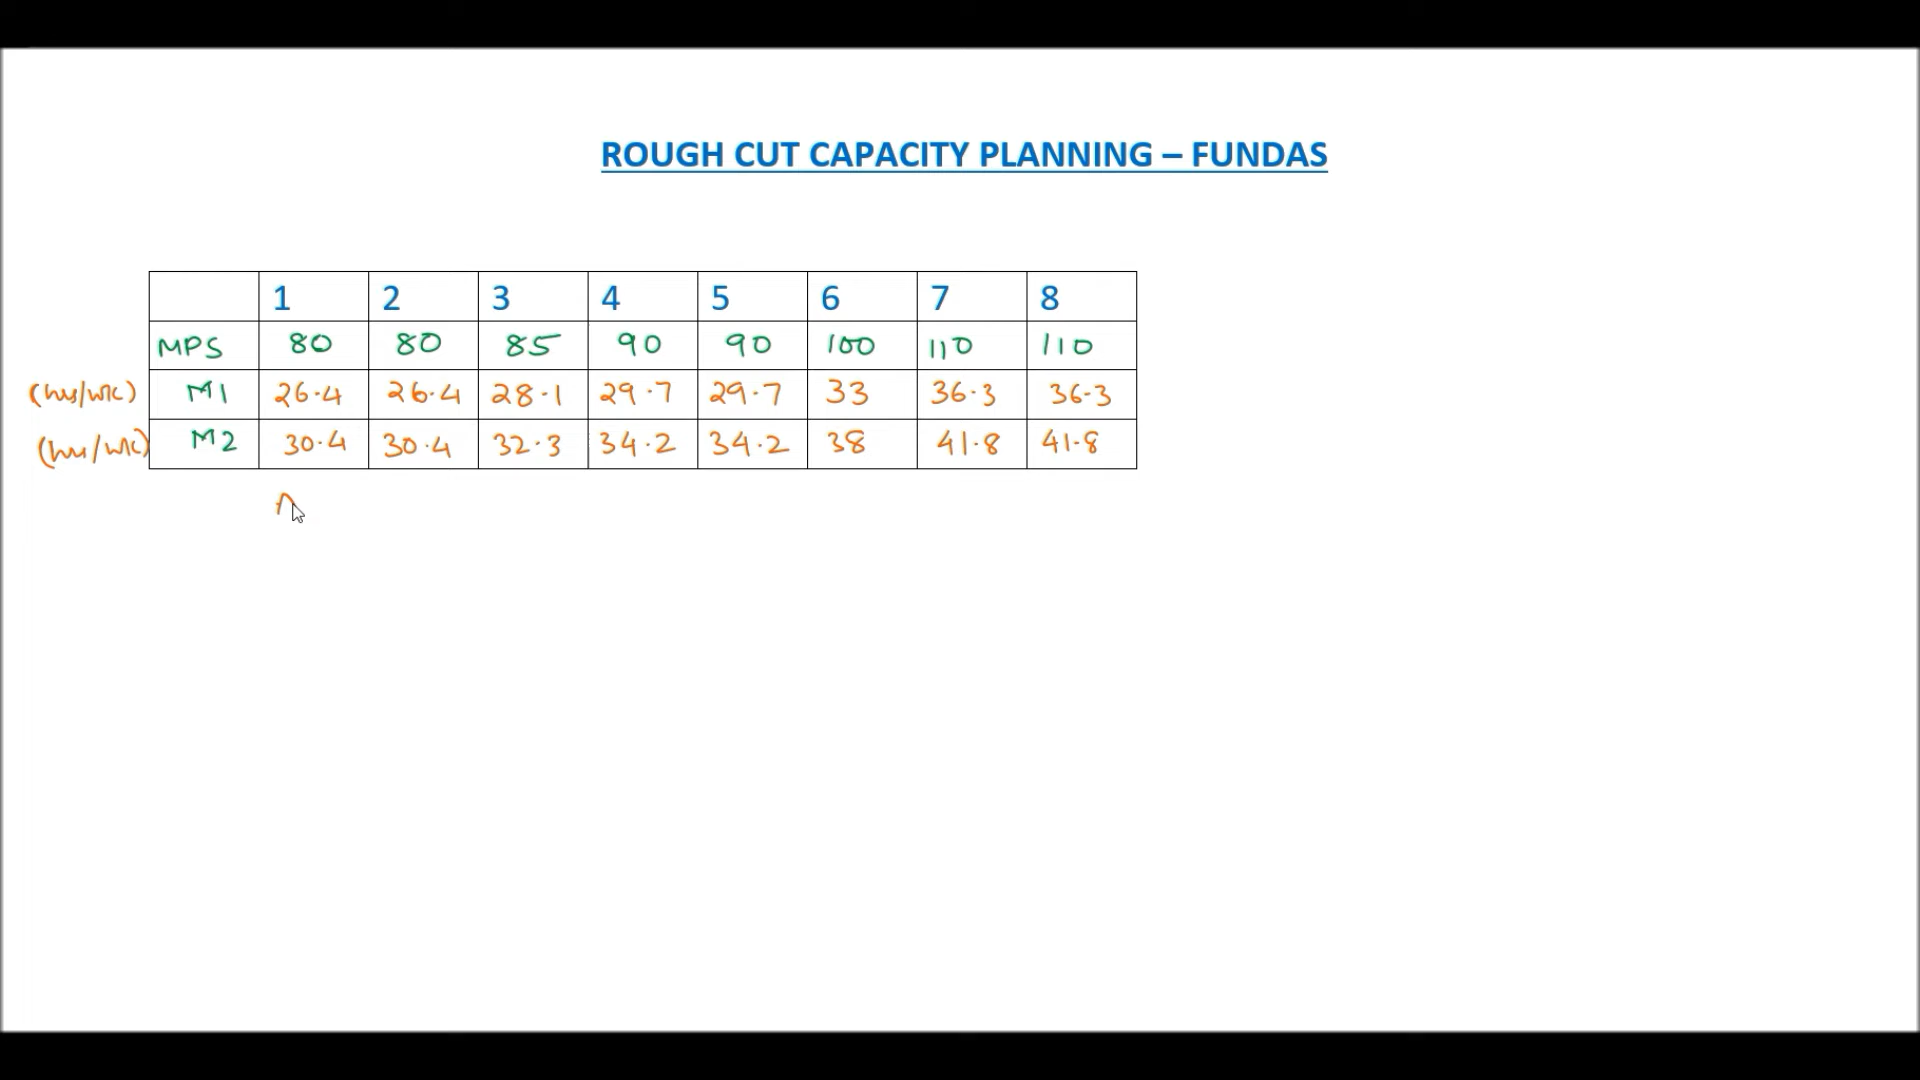 ROUGH CUT CAPACITY PLANNING – FUNDAS
1 2 3 4 5 6 7 8
MPS 80 80 85 90 90 100 110 110
(hrs/wk) M1 26.4 26.4 28.1 29.7 29.7 33 36.3 36.3
(hrs/wk) M2 30.4 30.4 32.3 34.2 34.2 38 41.8 41.8